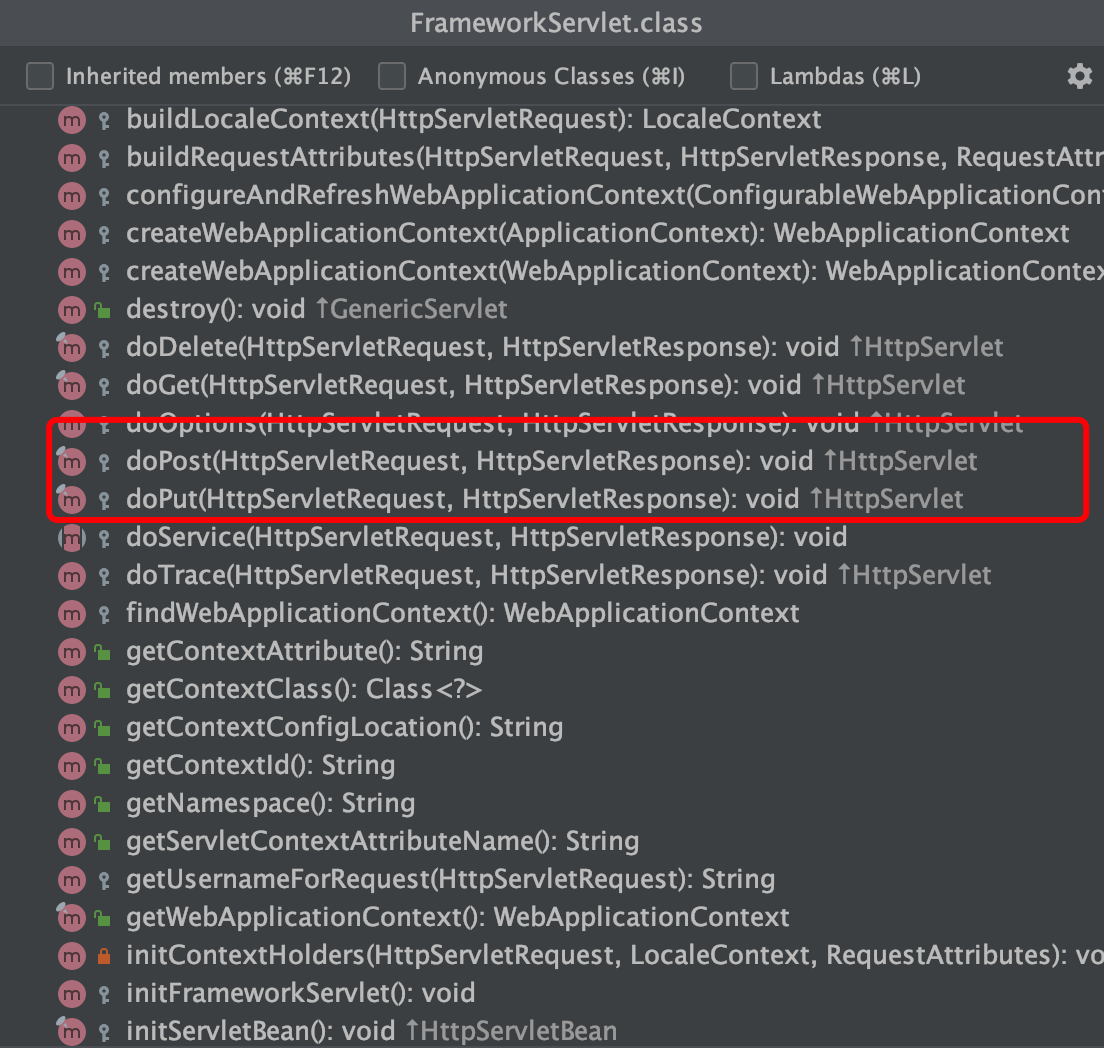 FrameworkServlet.class
Inherited members (⌘F12) Anonymous Classes (⌘I) Lambdas (⌘L)
buildLocaleContext(HttpServletRequest): LocaleContext
buildRequestAttributes(HttpServletRequest, HttpServletResponse, RequestAttr
configureAndRefreshWebApplicationContext(ConfigurableWebApplicationCon
createWebApplicationContext(ApplicationContext): WebApplicationContext
createWebApplicationContext(WebApplicationContext): WebApplicationContex
destroy(): void ↑GenericServlet
doDelete(HttpServletRequest, HttpServletResponse): void ↑HttpServlet
doGet(HttpServletRequest, HttpServletResponse): void ↑HttpServlet
doOptions(HttpServletRequest, HttpServletResponse): void ↑HttpServlet
doPost(HttpServletRequest, HttpServletResponse): void ↑HttpServlet
doPut(HttpServletRequest, HttpServletResponse): void ↑HttpServlet
doService(HttpServletRequest, HttpServletResponse): void
doTrace(HttpServletRequest, HttpServletResponse): void ↑HttpServlet
findWebApplicationContext(): WebApplicationContext
getContextAttribute(): String
getContextClass(): Class<?>
getContextConfigLocation(): String
getContextId(): String
getNamespace(): String
getServletContextAttributeName(): String
getUsernameForRequest(HttpServletRequest): String
getWebApplicationContext(): WebApplicationContext
initContextHolders(HttpServletRequest, LocaleContext, RequestAttributes): vo
initFrameworkServlet(): void
initServletBean(): void ↑HttpServletBean